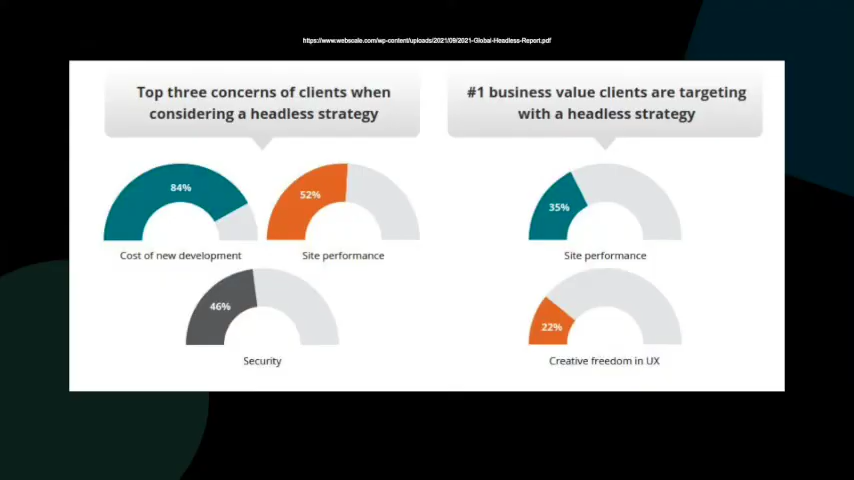 https://www.webscale.com/wp-content/uploads/2021/09/2021-Global-Headless-Report.pdf
Top three concerns of clients when
considering a headless strategy
84%
Cost of new development
52%
Site performance
46%
Security
#1 business value clients are targeting
with a headless strategy
35%
Site performance
22%
Creative freedom in UX